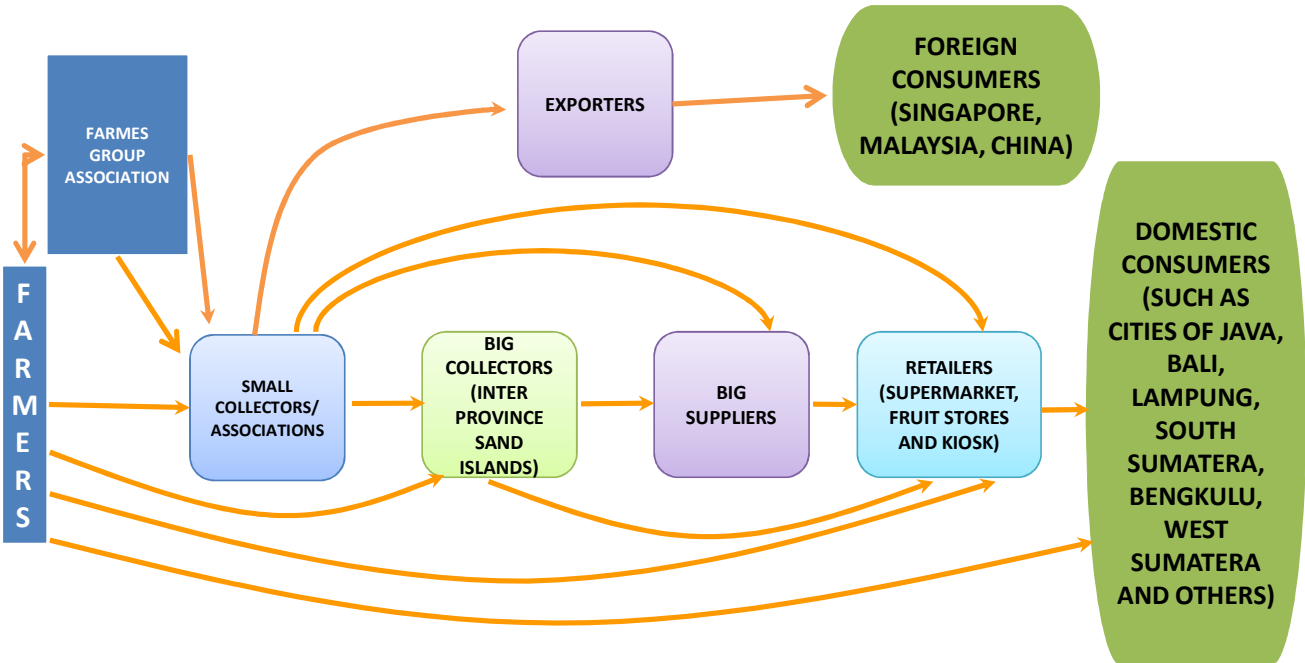 FARMES
GROUP
ASSOCIATION
EXPORTERS
FOREIGN
CONSUMERS
(SINGAPORE,
MALAYSIA, CHINA)
F
A
R
M
E
R
S
SMALL
COLLECTORS/
ASSOCIATIONS
BIG
COLLECTORS
(INTER
PROVINCE
SAND
ISLANDS)
BIG
SUPPLIERS
RETAILERS
(SUPERMARKET,
FRUIT STORES
AND KIOSK)
DOMESTIC
CONSUMERS
(SUCH AS
CITIES OF JAVA,
BALI,
LAMPUNG,
SOUTH
SUMATERA,
BENGKULU,
WEST
SUMATERA
AND OTHERS)